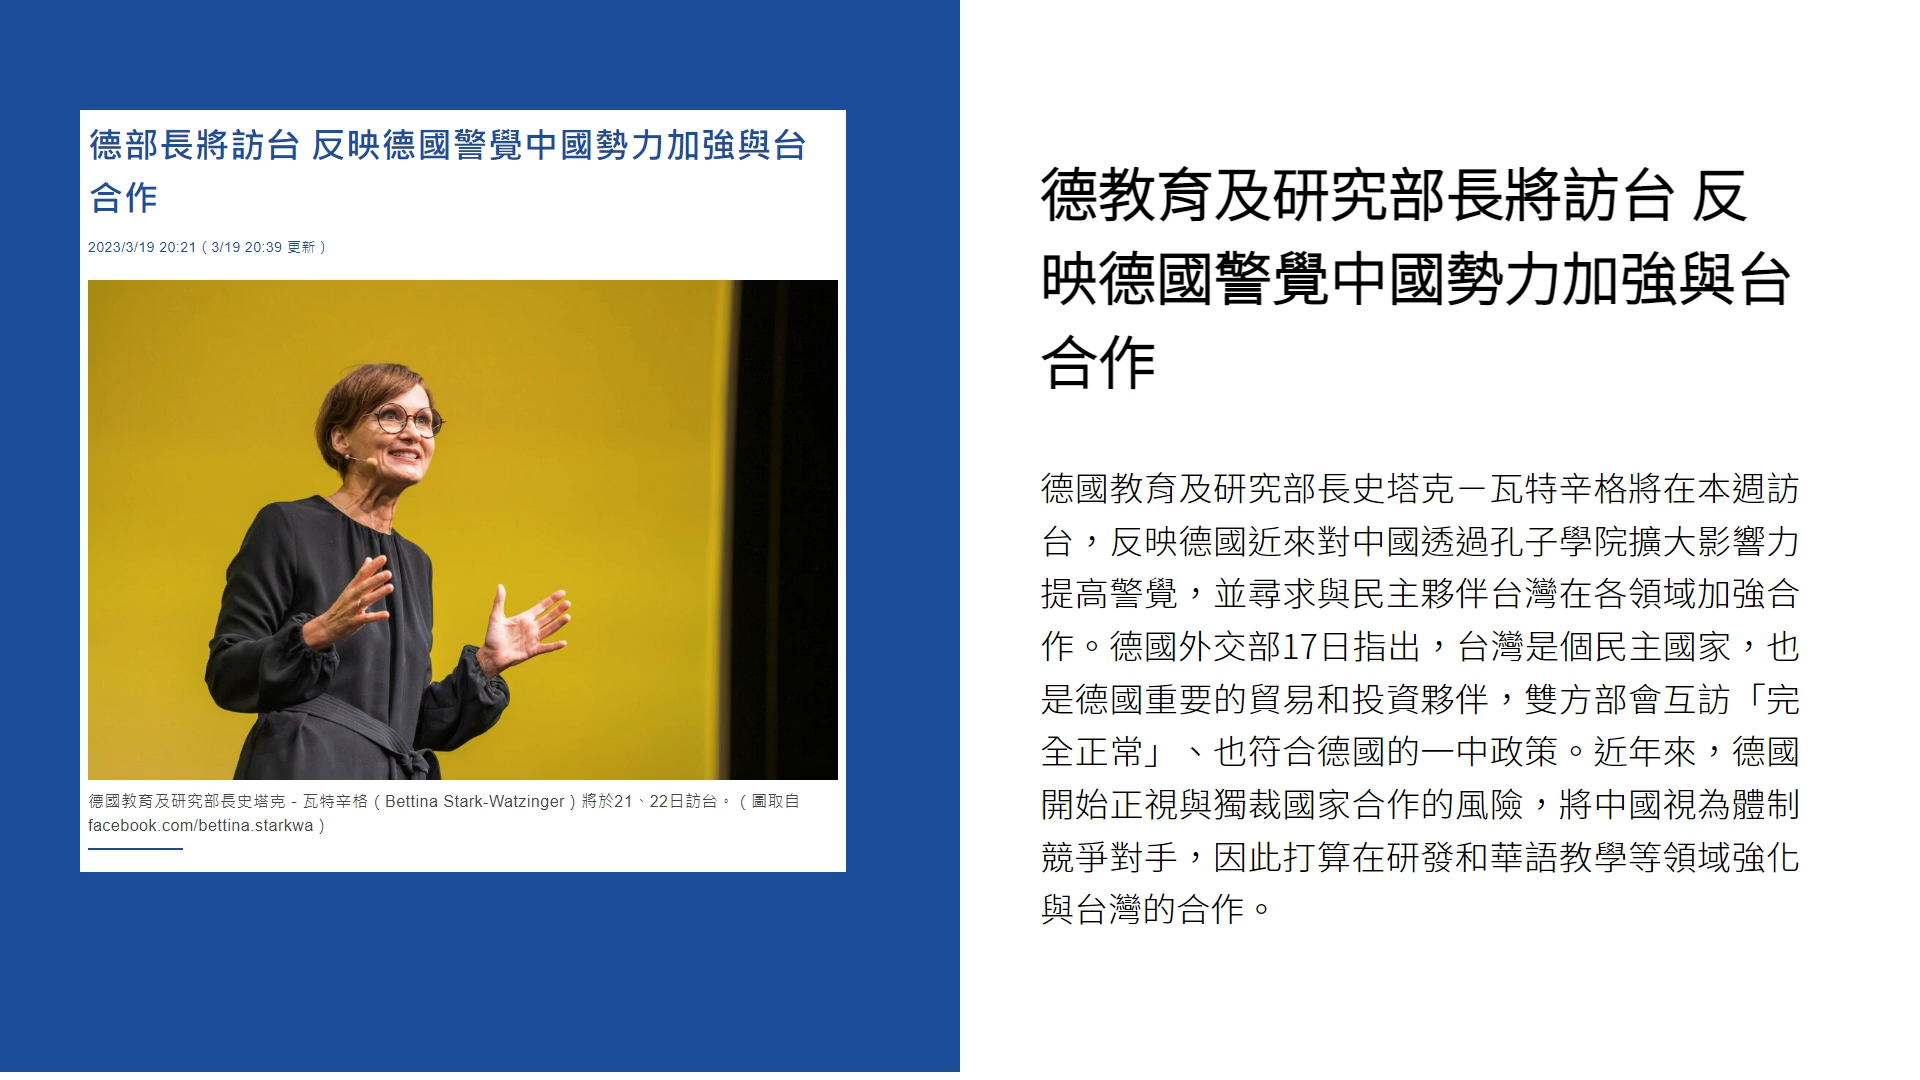 德部長將訪台 反映德國警覺中國勢力加強與台
合作
2023/3/19 20:21（3/19 20:39 更新）
德國教育及研究部長史塔克－瓦特辛格（Bettina Stark-Watzinger）將於21、22日訪台。（圖取自
facebook.com/bettina.starkwa）
德教育及研究部長將訪台 反
映德國警覺中國勢力加強與台
合作
德國教育及研究部長史塔克－瓦特辛格將在本週訪
台，反映德國近來對中國透過孔子學院擴大影響力
提高警覺，並尋求與民主夥伴台灣在各領域加強合
作。德國外交部17日指出，台灣是個民主國家，也
是德國重要的貿易和投資夥伴，雙方部會互訪「完
全正常」、也符合德國的一中政策。近年來，德國
開始正視與獨裁國家合作的風險，將中國視為體制
競爭對手，因此打算在研發和華語教學等領域強化
與台灣的合作。